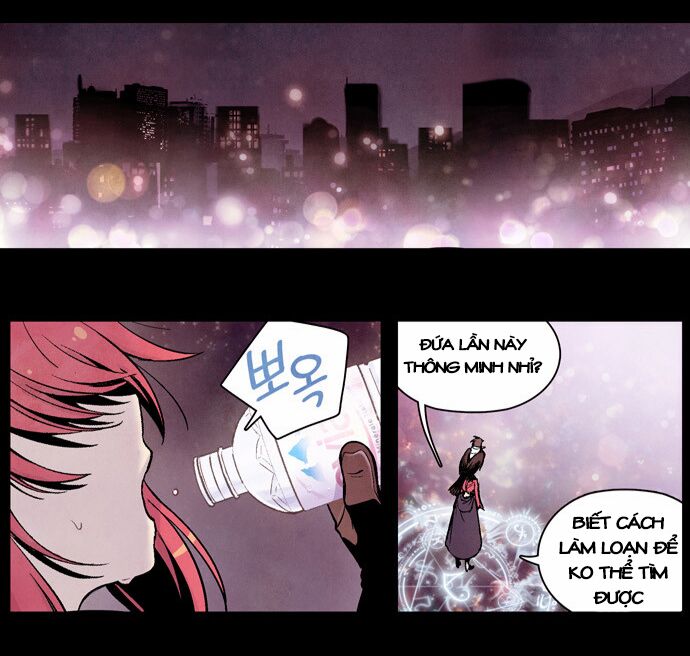 뽀옥
ĐỨA LẦN NÀY
THÔNG MINH NHỈ?
BIẾT CÁCH
LÀM LOẠN ĐỂ
KO THỂ TÌM
ĐƯỢC